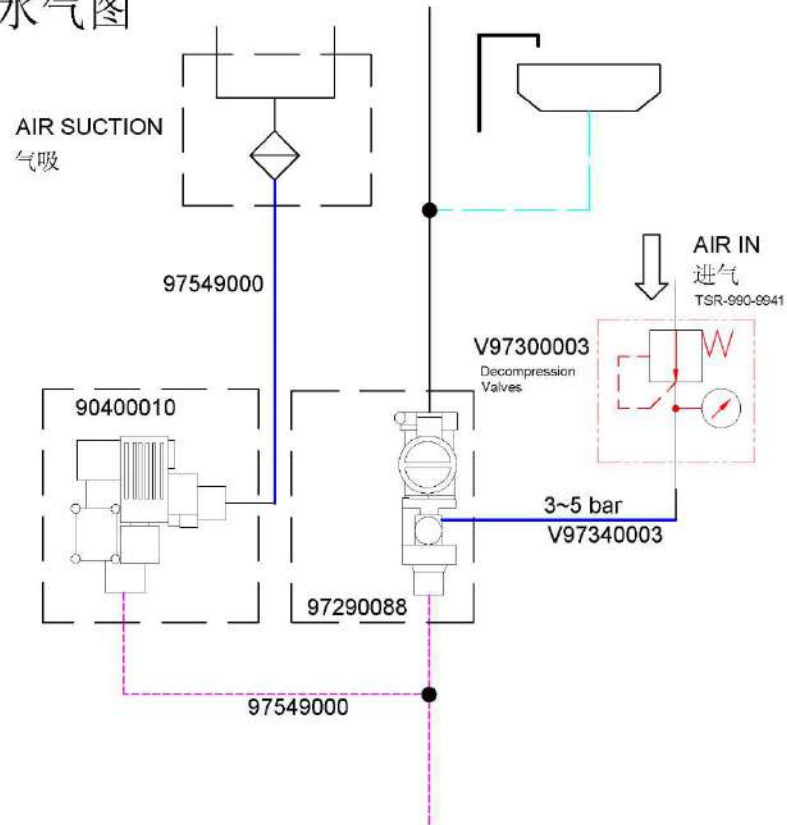 水气图
AIR SUCTION
气吸
97549000
AIR IN
进气
TSR-990-9941
V97300003
Decompression
Valves
90400010
3~5 bar
V97340003
97290088
97549000